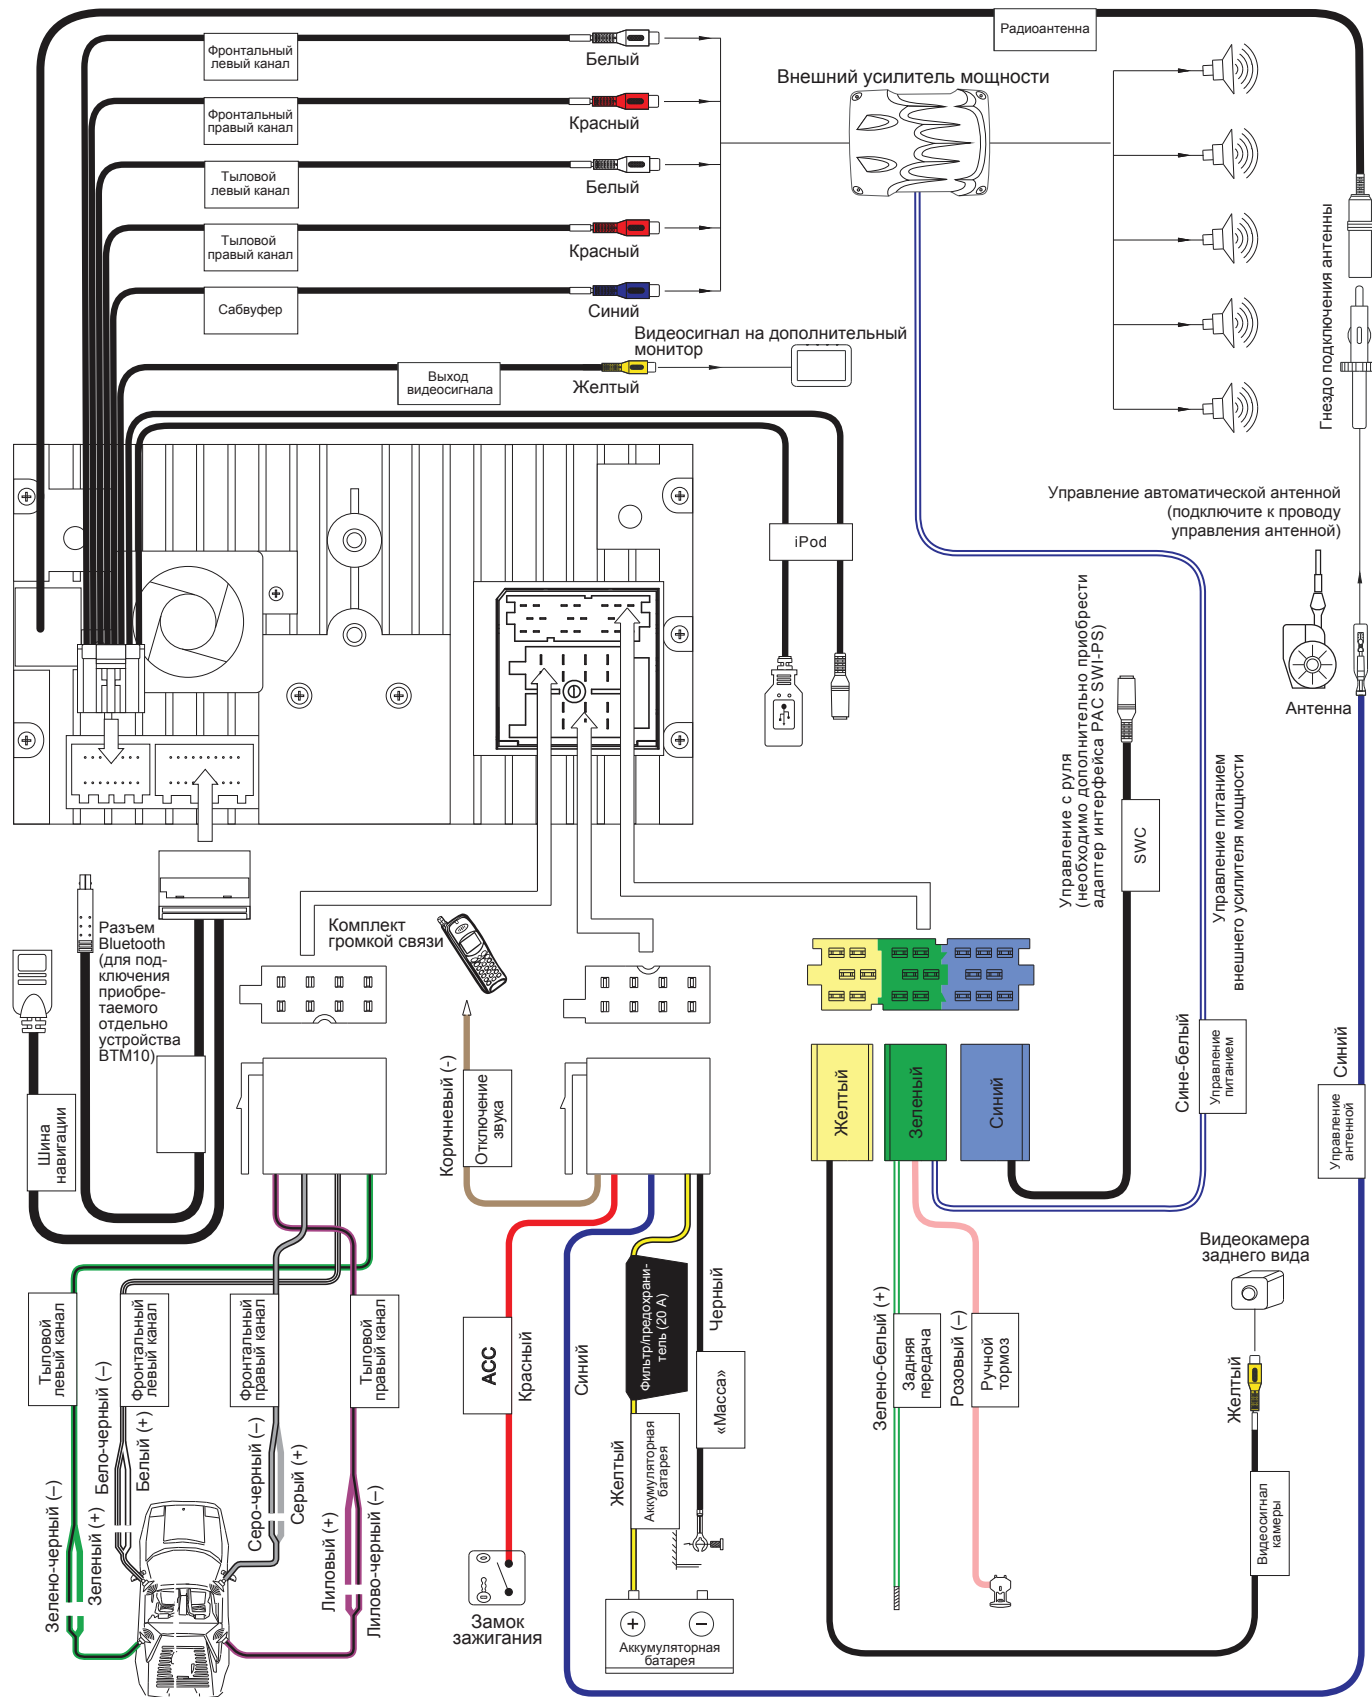 Радиоантенна
Фронтальный
левый канал
Белый
Внешний усилитель мощности
Фронтальный
правый канал
Красный
Тыловой
левый канал
Белый
Тыловой
правый канал
Красный
Сабвуфер
Синий
Гнездо подключения антенны
Видеосигнал на дополнительный
монитор
Выход
видеосигнала
Желтый
Управление автоматической антенной
(подключите к проводу
управления антенной)
iPod
Антенна
Управление с руля
(необходимо дополнительно приобрести
адаптер интерфейса PAC SWI-PS)
SWC
Управление питанием
внешнего усилителя мощности
Разъем
Bluetooth
(для под-
ключения
приобре-
таемого
отдельно
устройства
BTM10)
Комплект
громкой связи
Шина
навигации
Коричневый (-)
Отключение
звука
Желтый
Зеленый
Синий
Сине-белый
Управление
питанием
Синий
Управление
антенной
Видеокамера
заднего вида
Тыловой
левый канал
Фронтальный
левый канал
Фронтальный
правый канал
Тыловой
правый канал
ACC
Красный
Синий
Фильтр/предохрани-
тель (20 А)
Черный
«Масса»
Зелено-белый (+)
Задняя
передача
Розовый (–)
Ручной
тормоз
Желтый
Зелено-черный (–)
Зеленый (+)
Бело-черный (–)
Белый (+)
Серо-черный (–)
Серый (+)
Лиловый (+)
Лилово-черный (–)
Желтый
Аккумуляторная
батарея
Видеосигнал
камеры
Замок
зажигания
+
–
Аккумуляторная
батарея